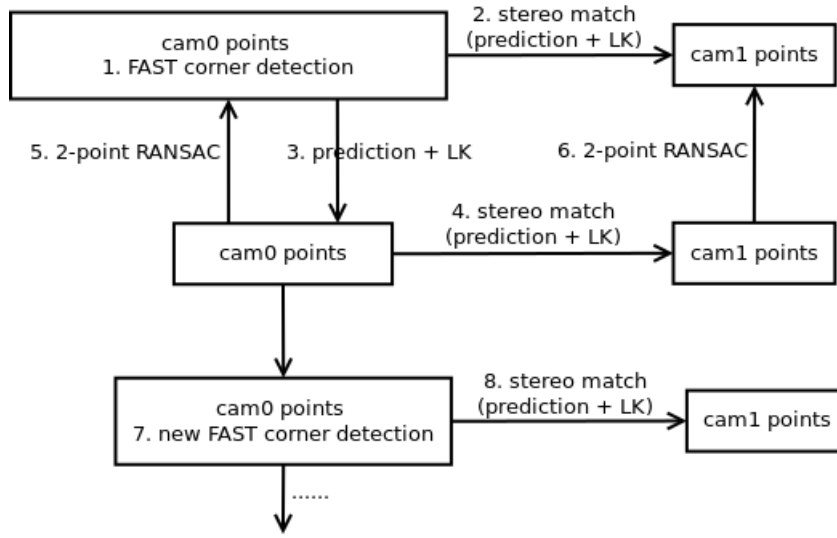 cam0 points
1. FAST corner detection
2. stereo match
(prediction + LK)
cam1 points
5. 2-point RANSAC
3. prediction + LK
6. 2-point RANSAC
cam0 points
4. stereo match
(prediction + LK)
cam1 points
cam0 points
7. new FAST corner detection
8. stereo match
(prediction + LK)
cam1 points
......